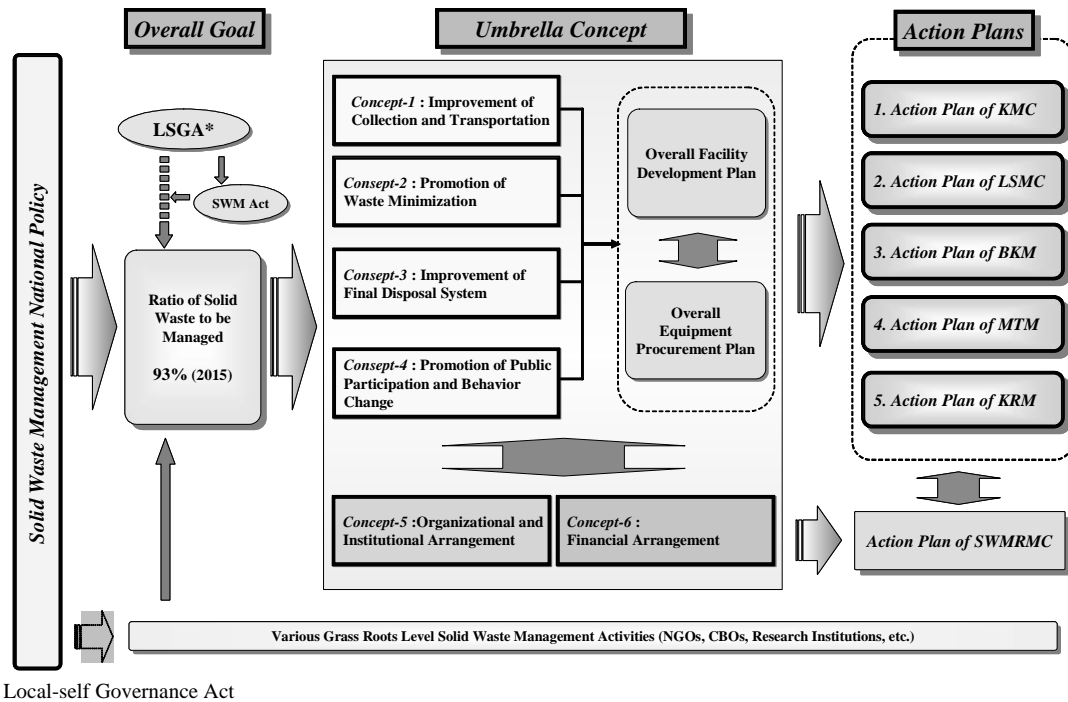 Overall Goal
Umbrella Concept
Action Plans
Solid Waste Management National Policy
LSGA*
SWM Act
Ratio of Solid
Waste to be
Managed
93% (2015)
Concept-1 : Improvement of
Collection and Transportation
Consept-2 : Promotion of
Waste Minimization
Concept-3 : Improvement of
Final Disposal System
Concept-4 : Promotion of Public
Participation and Behavior
Change
Overall Facility
Development Plan
Overall
Equipment
Procurement Plan
Concept-5 :Organizational and
Institutional Arrangement
Concept-6 :
Financial Arrangement
1. Action Plan of KMC
2. Action Plan of LSMC
3. Action Plan of BKM
4. Action Plan of MTM
5. Action Plan of KRM
Action Plan of SWMRMC
Various Grass Roots Level Solid Waste Management Activities (NGOs, CBOs, Research Institutions, etc.)
Local-self Governance Act